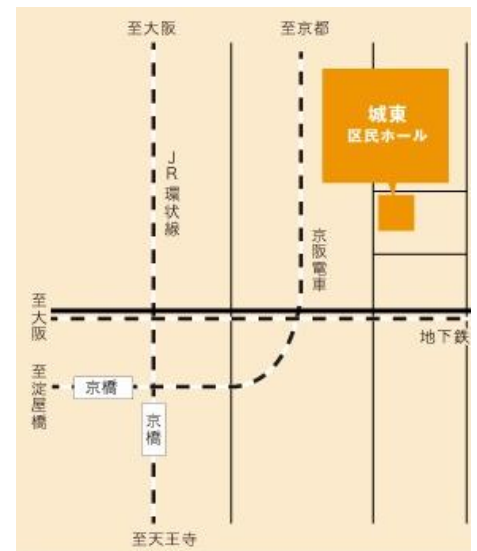 至大阪
至京都
城東
区民ホール
JR環状線
京阪電車
至大阪
地下鉄
至淀屋橋
京橋
京橋
至天王寺